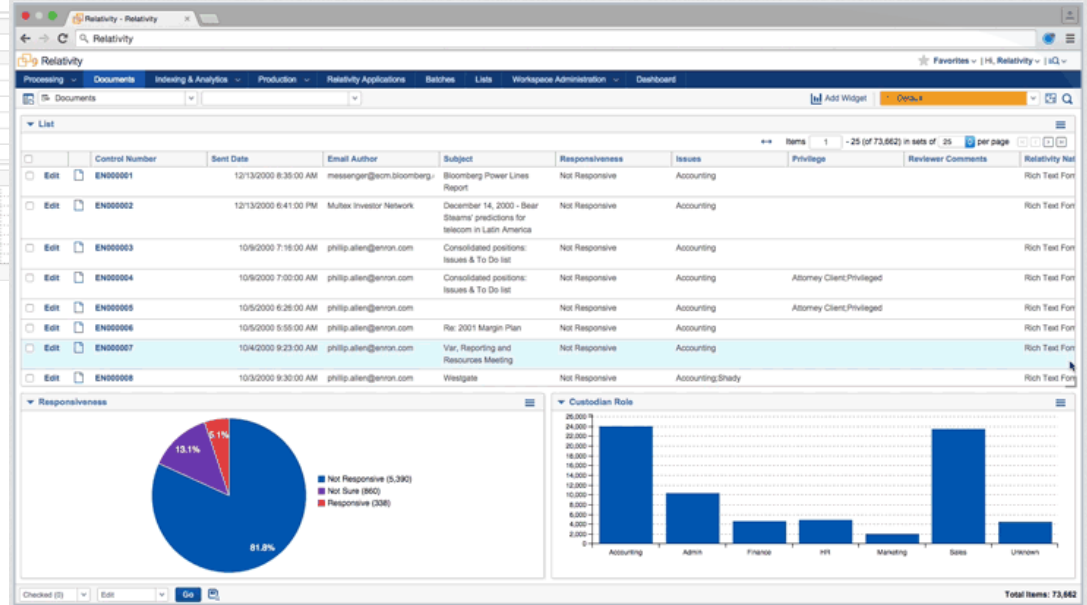 Relativity - Relativity
Relativity
Relativity
Favorites | Hi, Relativity |
Processing Documents Indexing & Analytics Production Relativity Applications Batches Lists Workspace Administration Dashboard
Documents Add Widget
List
Items 1 - 25 (of 73,662) in sets of 25 per page
Control Number Sent Date Email Author Subject Responsiveness Issues Privilege Reviewer Comments Relativity Nat
Edit EN000001 12/13/2000 8:35:00 AM messenger@ecm.bloomberg. Bloomberg Power Lines Not Responsive Accounting Rich Text Form
Report
Edit EN000002 12/13/2000 6:41:00 PM Multex Investor Network December 14, 2000 - Bear Not Responsive Accounting Rich Text Form
Stearns' predictions for
telecom in Latin America
Edit EN000003 10/9/2000 7:16:00 AM phillip.allen@enron.com Consolidated positions: Not Responsive Accounting Rich Text Form
Issues & To Do list
Edit EN000004 10/9/2000 7:00:00 AM phillip.allen@enron.com Consolidated positions: Not Responsive Accounting Attorney Client;Privileged Rich Text Form
Issues & To Do list
Edit EN000005 10/5/2000 6:26:00 AM phillip.allen@enron.com Not Responsive Accounting Attorney Client;Privileged Rich Text Form
Edit EN000006 10/5/2000 5:55:00 AM phillip.allen@enron.com Re: 2001 Margin Plan Not Responsive Accounting Rich Text Form
Edit EN000007 10/4/2000 9:23:00 AM phillip.allen@enron.com Var, Reporting and Not Responsive Accounting Rich Text Form
Resources Meeting
Edit EN000008 10/3/2000 9:30:00 AM phillip.allen@enron.com Westgate Not Responsive Accounting;Shady Rich Text Form
Responsiveness
81.8%
13.1%
5.1%
Not Responsive (5,390)
Not Sure (860)
Responsive (338)
Custodian Role
26,000
24,000
22,000
20,000
18,000
16,000
14,000
12,000
10,000
8,000
6,000
4,000
2,000
0
Accounting Admin Finance HR Marketing Sales Unknown
Checked (0) Edit Go Total Items: 73,662